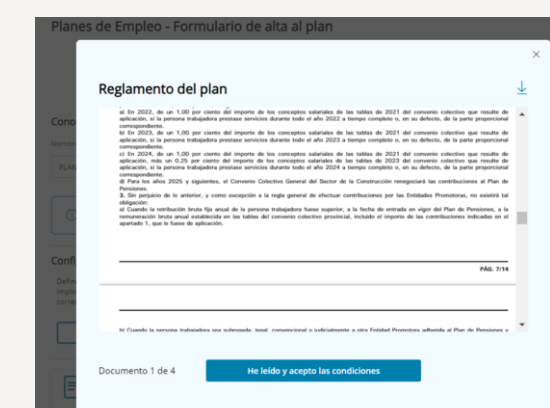 Planes de Empleo - Formulario de alta al plan
Reglamento del plan
a) En 2022, de un 1,00 por ciento del importe de los conceptos salariales de las tablas de 2021 del convenio colectivo que resulte de
aplicación, si la persona trabajadora prestase servicios durante todo el año 2022 a tiempo completo o, en su defecto, de la parte proporcional
correspondiente.
b) En 2023, de un 1,00 por ciento del importe de los conceptos salariales de las tablas de 2021 del convenio colectivo que resulte de
aplicación, si la persona trabajadora prestase servicios durante todo el año 2022 a tiempo completo o, en su defecto, de la parte proporcional
correspondiente.
c) En 2024, de un 1,00 por ciento del importe de los conceptos salariales de las tablas de 2021 del convenio colectivo que resulte de
aplicación, más un 0,25 por ciento del importe de los conceptos salariales de las tablas de 2023 del convenio colectivo que resulte de
aplicación, si la persona trabajadora prestase servicios durante todo el año 2024 a tiempo completo o, en su defecto, de la parte proporcional
correspondiente.
d) Para los años 2025 y siguientes, el Convenio Colectivo General del Sector de la Construcción renegociará las contribuciones al Plan de
Pensiones.
3. Sin perjuicio de lo anterior, y como excepción a la regla general de efectuar contribuciones por las Entidades Promotoras, no existirá tal
obligación:
a) Cuando la retribución bruta fija anual de la persona trabajadora fuese superior, a la fecha de entrada en vigor del Plan de Pensiones, a la
remuneración bruta anual establecida en las tablas del convenio colectivo provincial, incluido el importe de las contribuciones indicadas en el
apartado 1, que le fuese de aplicación.
PÁG. 7/14
b) Cuando la persona trabajadora sea subrogada, legal, convencional o judicialmente a otra Entidad Promotora adherida al Plan de Pensiones y
Documento 1 de 4
He leído y acepto las condiciones
Cono
Nombr
PLAN
Confi
Defin
implic
corre